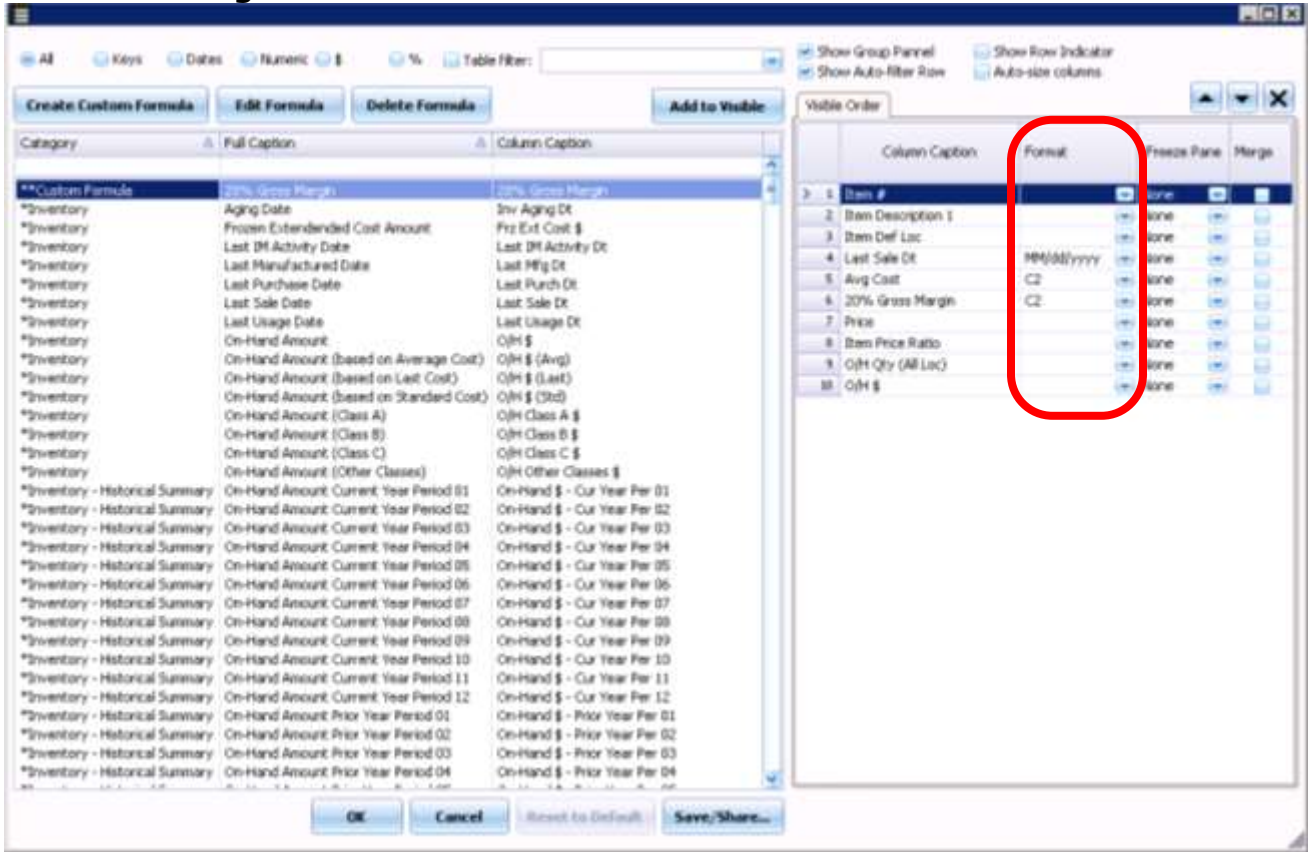 All Keys Dates Numeric $ % Table filter:
Show Group Pannel Show Row Indicator
Show Auto-filter Row Auto-size columns
Create Custom Formula Edit Formula Delete Formula Add to Visible
Visible Order
Category Full Caption Column Caption
Column Caption Format Freeze Pane Merge
**Custom Formula 20% Gross Margin 20% Gross Margin
*Inventory Aging Date Inv Aging Dt
*Inventory Frozen Extendended Cost Amount Frz Ext Cost $
*Inventory Last IM Activity Date Last IM Activity Dt
*Inventory Last Manufactured Date Last Mfg Dt
*Inventory Last Purchase Date Last Purch Dt
*Inventory Last Sale Date Last Sale Dt
*Inventory Last Usage Date Last Usage Dt
*Inventory On-Hand Amount O/H $
*Inventory On-Hand Amount (based on Average Cost) O/H $ (Avg)
*Inventory On-Hand Amount (based on Last Cost) O/H $ (Last)
*Inventory On-Hand Amount (based on Standard Cost) O/H $ (Std)
*Inventory On-Hand Amount (Class A) O/H Class A $
*Inventory On-Hand Amount (Class B) O/H Class B $
*Inventory On-Hand Amount (Class C) O/H Class C $
*Inventory On-Hand Amount (Other Classes) O/H Other Classes $
*Inventory - Historical Summary On-Hand Amount Current Year Period 01 On-Hand $ - Cur Year Per 01
*Inventory - Historical Summary On-Hand Amount Current Year Period 02 On-Hand $ - Cur Year Per 02
*Inventory - Historical Summary On-Hand Amount Current Year Period 03 On-Hand $ - Cur Year Per 03
*Inventory - Historical Summary On-Hand Amount Current Year Period 04 On-Hand $ - Cur Year Per 04
*Inventory - Historical Summary On-Hand Amount Current Year Period 05 On-Hand $ - Cur Year Per 05
*Inventory - Historical Summary On-Hand Amount Current Year Period 06 On-Hand $ - Cur Year Per 06
*Inventory - Historical Summary On-Hand Amount Current Year Period 07 On-Hand $ - Cur Year Per 07
*Inventory - Historical Summary On-Hand Amount Current Year Period 08 On-Hand $ - Cur Year Per 08
*Inventory - Historical Summary On-Hand Amount Current Year Period 09 On-Hand $ - Cur Year Per 09
*Inventory - Historical Summary On-Hand Amount Current Year Period 10 On-Hand $ - Cur Year Per 10
*Inventory - Historical Summary On-Hand Amount Current Year Period 11 On-Hand $ - Cur Year Per 11
*Inventory - Historical Summary On-Hand Amount Current Year Period 12 On-Hand $ - Cur Year Per 12
*Inventory - Historical Summary On-Hand Amount Prior Year Period 01 On-Hand $ - Prior Year Per 01
*Inventory - Historical Summary On-Hand Amount Prior Year Period 02 On-Hand $ - Prior Year Per 02
*Inventory - Historical Summary On-Hand Amount Prior Year Period 03 On-Hand $ - Prior Year Per 03
*Inventory - Historical Summary On-Hand Amount Prior Year Period 04 On-Hand $ - Prior Year Per 04
1 Item # None
2 Item Description 1 None
3 Item Def Loc None
4 Last Sale Dt MM/dd/yyyy None
5 Avg Cost C2 None
6 20% Gross Margin C2 None
7 Price None
8 Item Price Ratio None
9 O/H Qty (All Loc) None
10 O/H $ None
OK Cancel Reset to Default Save/Share...